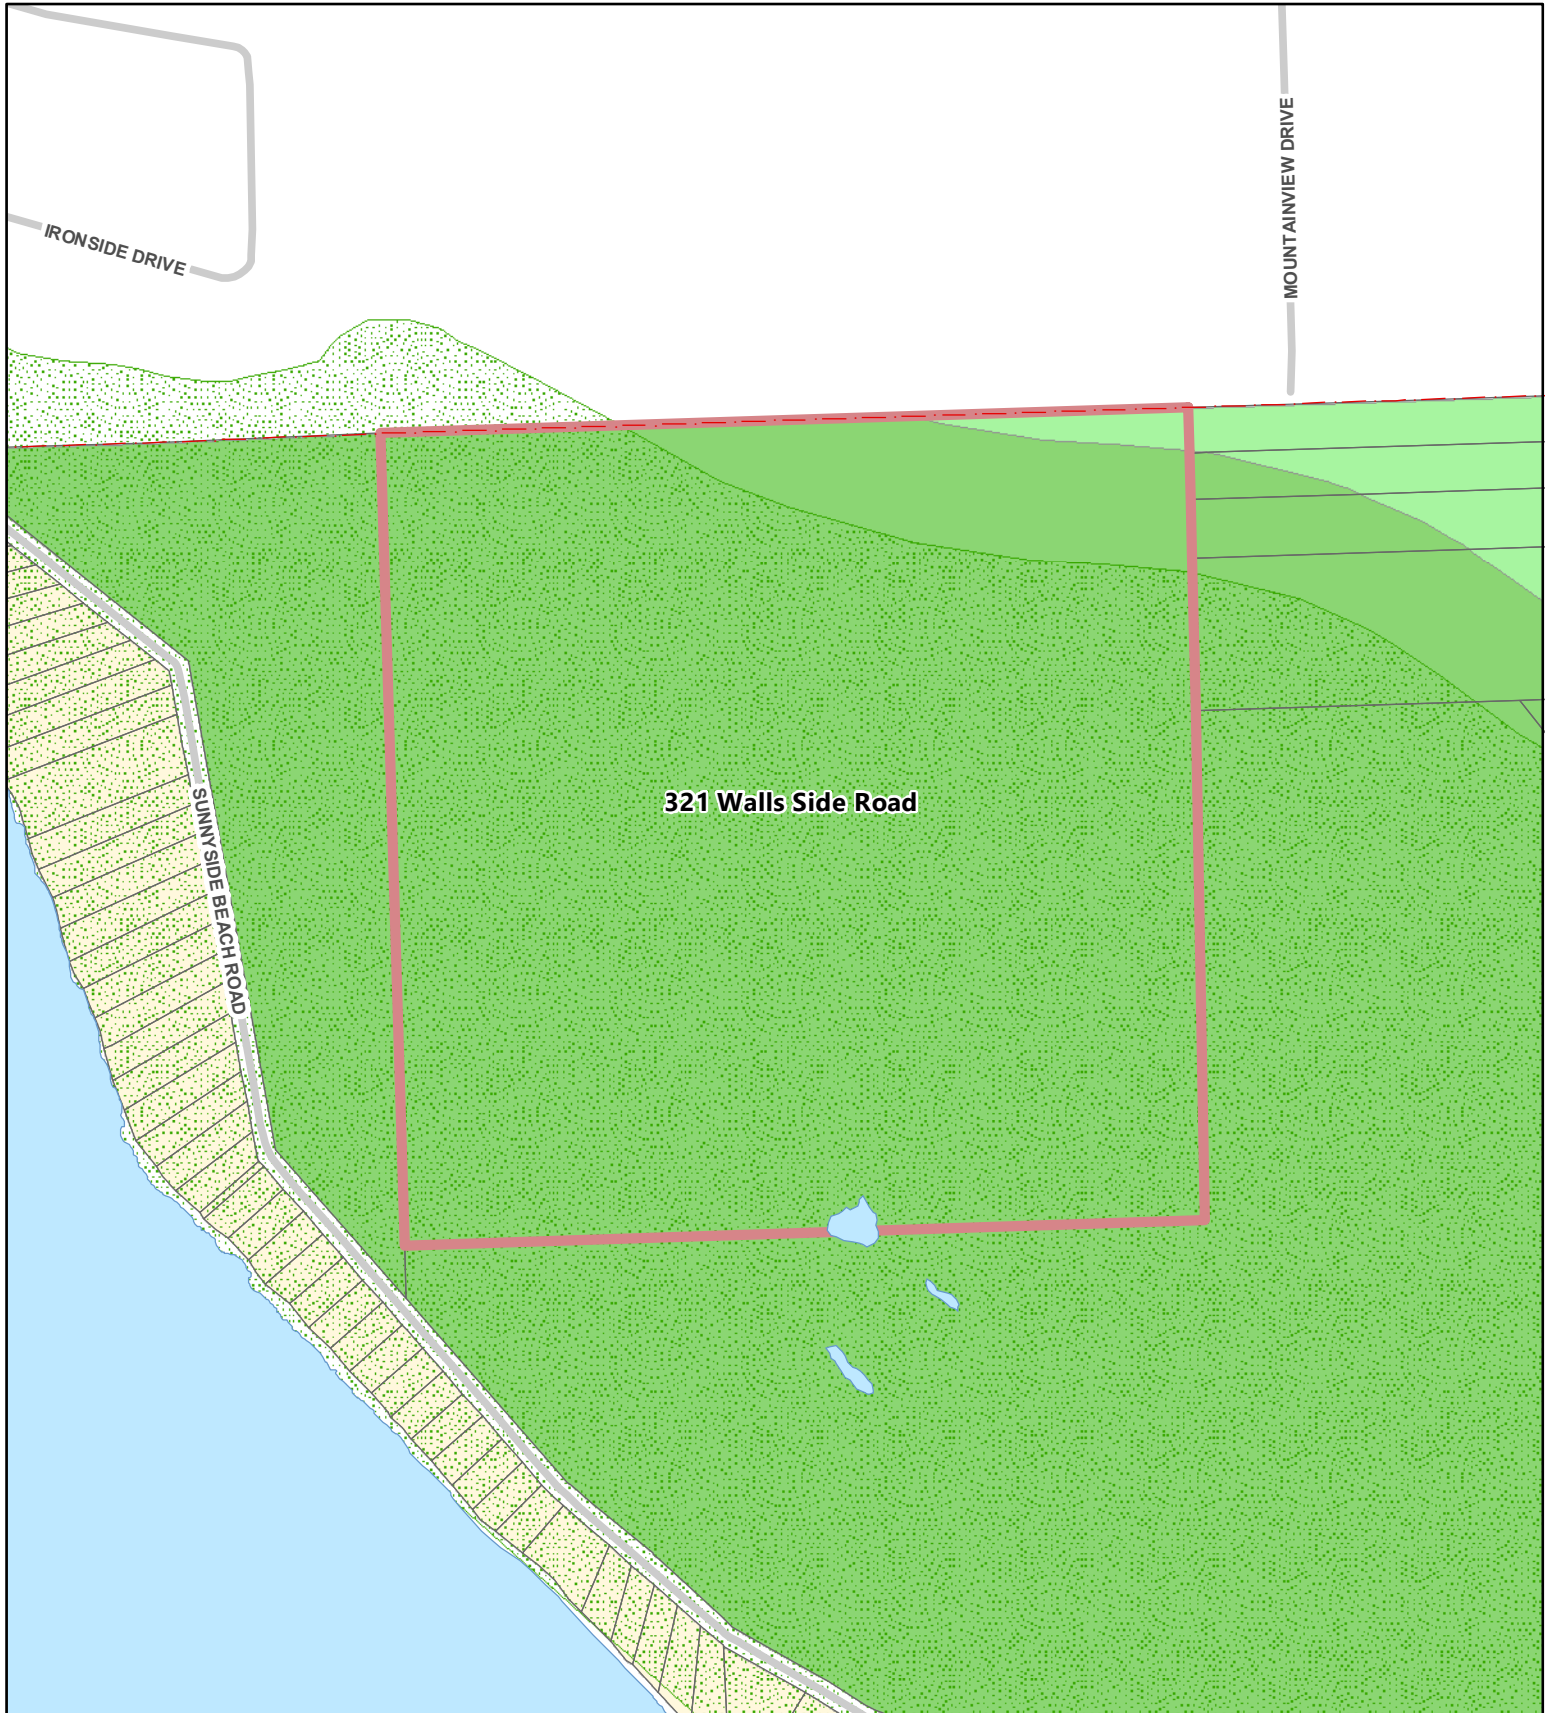 MOUNTAINVIEW DRIVE
IRONSIDE DRIVE
321 Walls Side Road
SUNNYSIDE BEACH ROAD